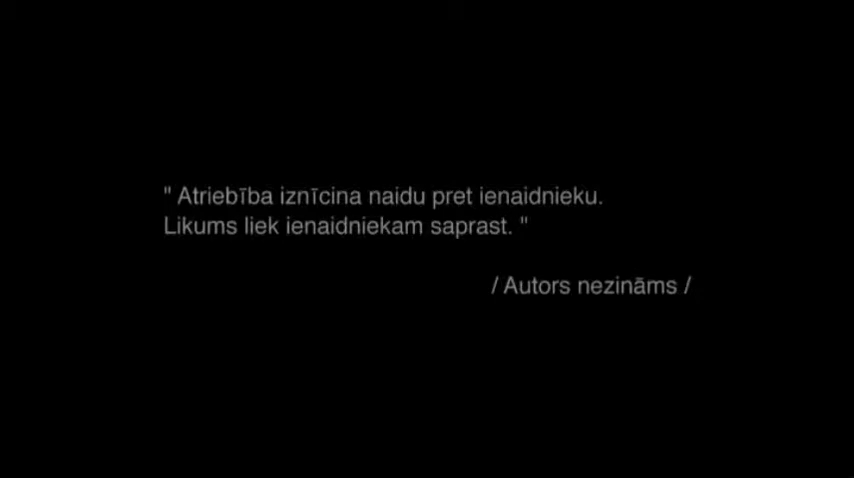 " Atriebība iznīcina naidu pret ienaidnieku.
Likums liek ienaidniekam saprast. "
/ Autors nezināms /